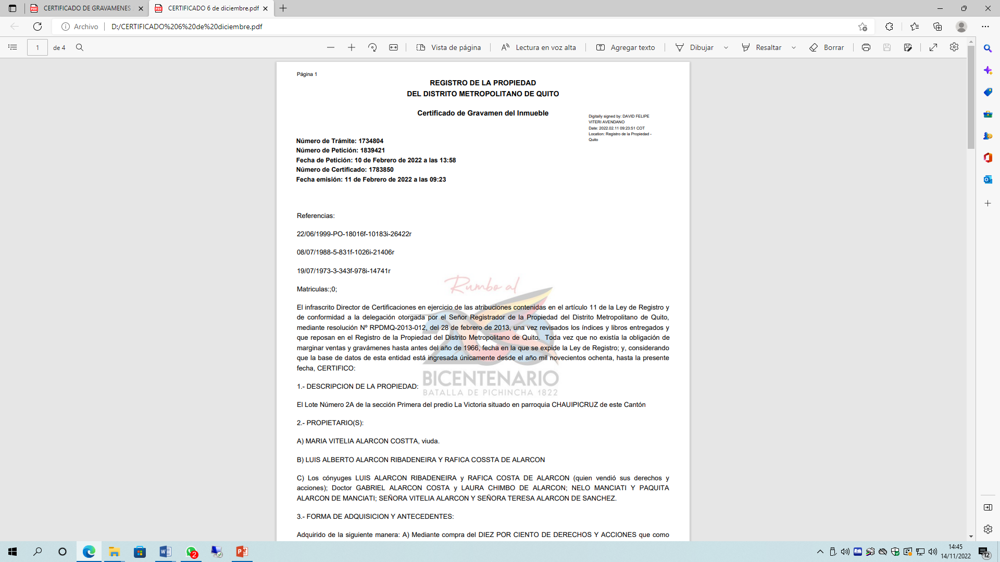 CERTIFICADO DE GRAVAMENES
CERTIFICADO 6 de diciembre.pdf
Archivo
D:/CERTIFICADO%206%20de%20diciembre.pdf
1 de 4
Vista de página
Lectura en voz alta
Agregar texto
Dibujar
Resaltar
Borrar
Página 1
REGISTRO DE LA PROPIEDAD
DEL DISTRITO METROPOLITANO DE QUITO
Certificado de Gravamen del Inmueble
Digitally signed by: DAVID FELIPE
VITERI AVENDANO
Date: 2022.02.11 09:23:51 COT
Location: Registro de la Propiedad -
Quito
Número de Trámite: 1734804
Número de Petición: 1839421
Fecha de Petición: 10 de Febrero de 2022 a las 13:58
Número de Certificado: 1783850
Fecha emisión: 11 de Febrero de 2022 a las 09:23
Referencias:
22/06/1999-PO-18016f-10183i-26422r
08/07/1988-5-831f-1026i-21406r
19/07/1973-3-343f-978i-14741r
Rumbo al
Matriculas:;0;
El infrascrito Director de Certificaciones en ejercicio de las atribuciones contenidas en el artículo 11 de la Ley de Registro y
de conformidad a la delegación otorgada por el Señor Registrador de la Propiedad del Distrito Metropolitano de Quito,
mediante resolución Nº RPDMQ-2013-012, del 28 de febrero de 2013, una vez revisados los índices y libros entregados y
que reposan en el Registro de la Propiedad del Distrito Metropolitano de Quito. Toda vez que no existía la obligación de
marginar ventas y gravámenes hasta antes del año de 1966, fecha en la que se expide la Ley de Registro; y, considerando
que la base de datos de esta entidad está ingresada únicamente desde el año mil novecientos ochenta, hasta la presente
fecha, CERTIFICO:
BICENTENARIO
BATALLA DE PICHINCHA 1822
1.- DESCRIPCION DE LA PROPIEDAD:
El Lote Número 2A de la sección Primera del predio La Victoria situado en parroquia CHAUIPICRUZ de este Cantón
2.- PROPIETARIO(S):
A) MARIA VITELIA ALARCON COSTTA, viuda.
B) LUIS ALBERTO ALARCON RIBADENEIRA Y RAFICA COSSTA DE ALARCON
C) Los cónyuges LUIS ALARCON RIBADENEIRA y RAFICA COSTA DE ALARCON (quien vendió sus derechos y
acciones); Doctor GABRIEL ALARCON COSTA y LAURA CHIMBO DE ALARCON; NELO MANCIATI Y PAQUITA
ALARCON DE MANCIATI; SEÑORA VITELIA ALARCON Y SEÑORA TERESA ALARCON DE SANCHEZ.
3.- FORMA DE ADQUISICION Y ANTECEDENTES:
Adquirido de la siguiente manera: A) Mediante compra del DIEZ POR CIENTO DE DERECHOS Y ACCIONES que como
2
14:45
14/11/2022
12